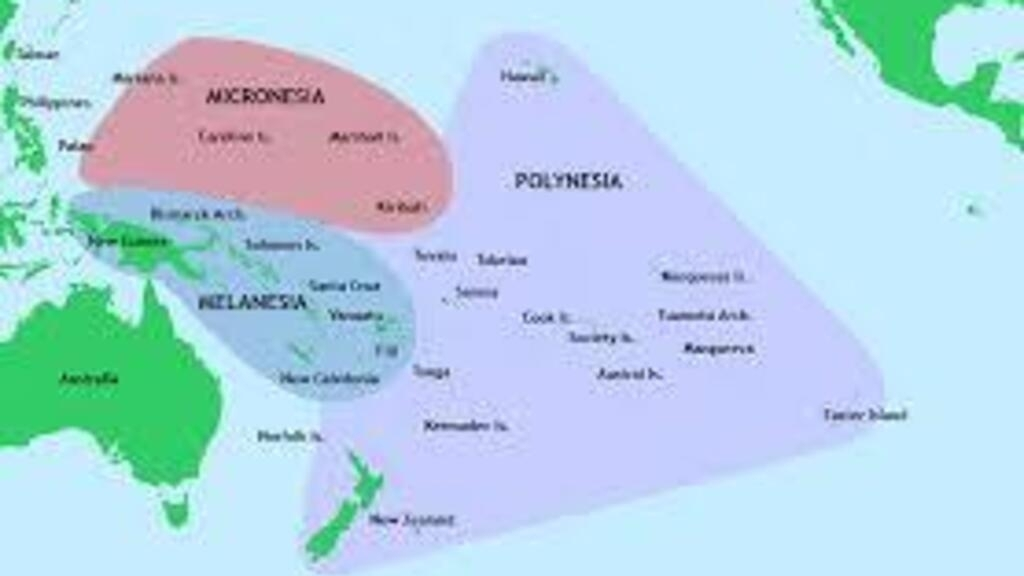 Taiwan
Mariana Is.
Philippines
Palau
MICRONESIA
Caroline Is.
Marshall Is.
Kiribati
Hawai'i
POLYNESIA
Bismarck Arch.
New Guinea
Solomon Is.
Santa Cruz
MELANESIA
Vanuatu
Fiji
New Caledonia
Australia
Norfolk Is.
Tuvalu
Tokelau
Samoa
Cook Is.
Society Is.
Austral Is.
Marquesas Is.
Tuamotu Arch.
Mangareva
Tonga
Kermadec Is.
Easter Island
New Zealand